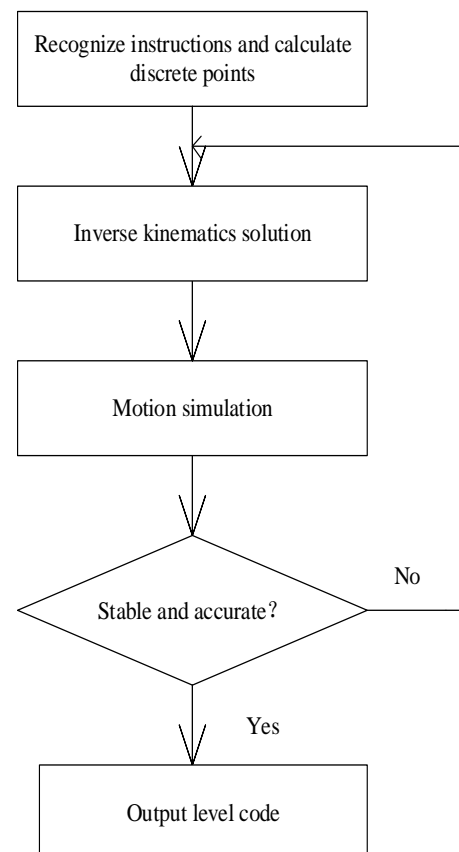 Recognize instructions and calculate
discrete points
Inverse kinematics solution
Motion simulation
Stable and accurate？
No
Yes
Output level code